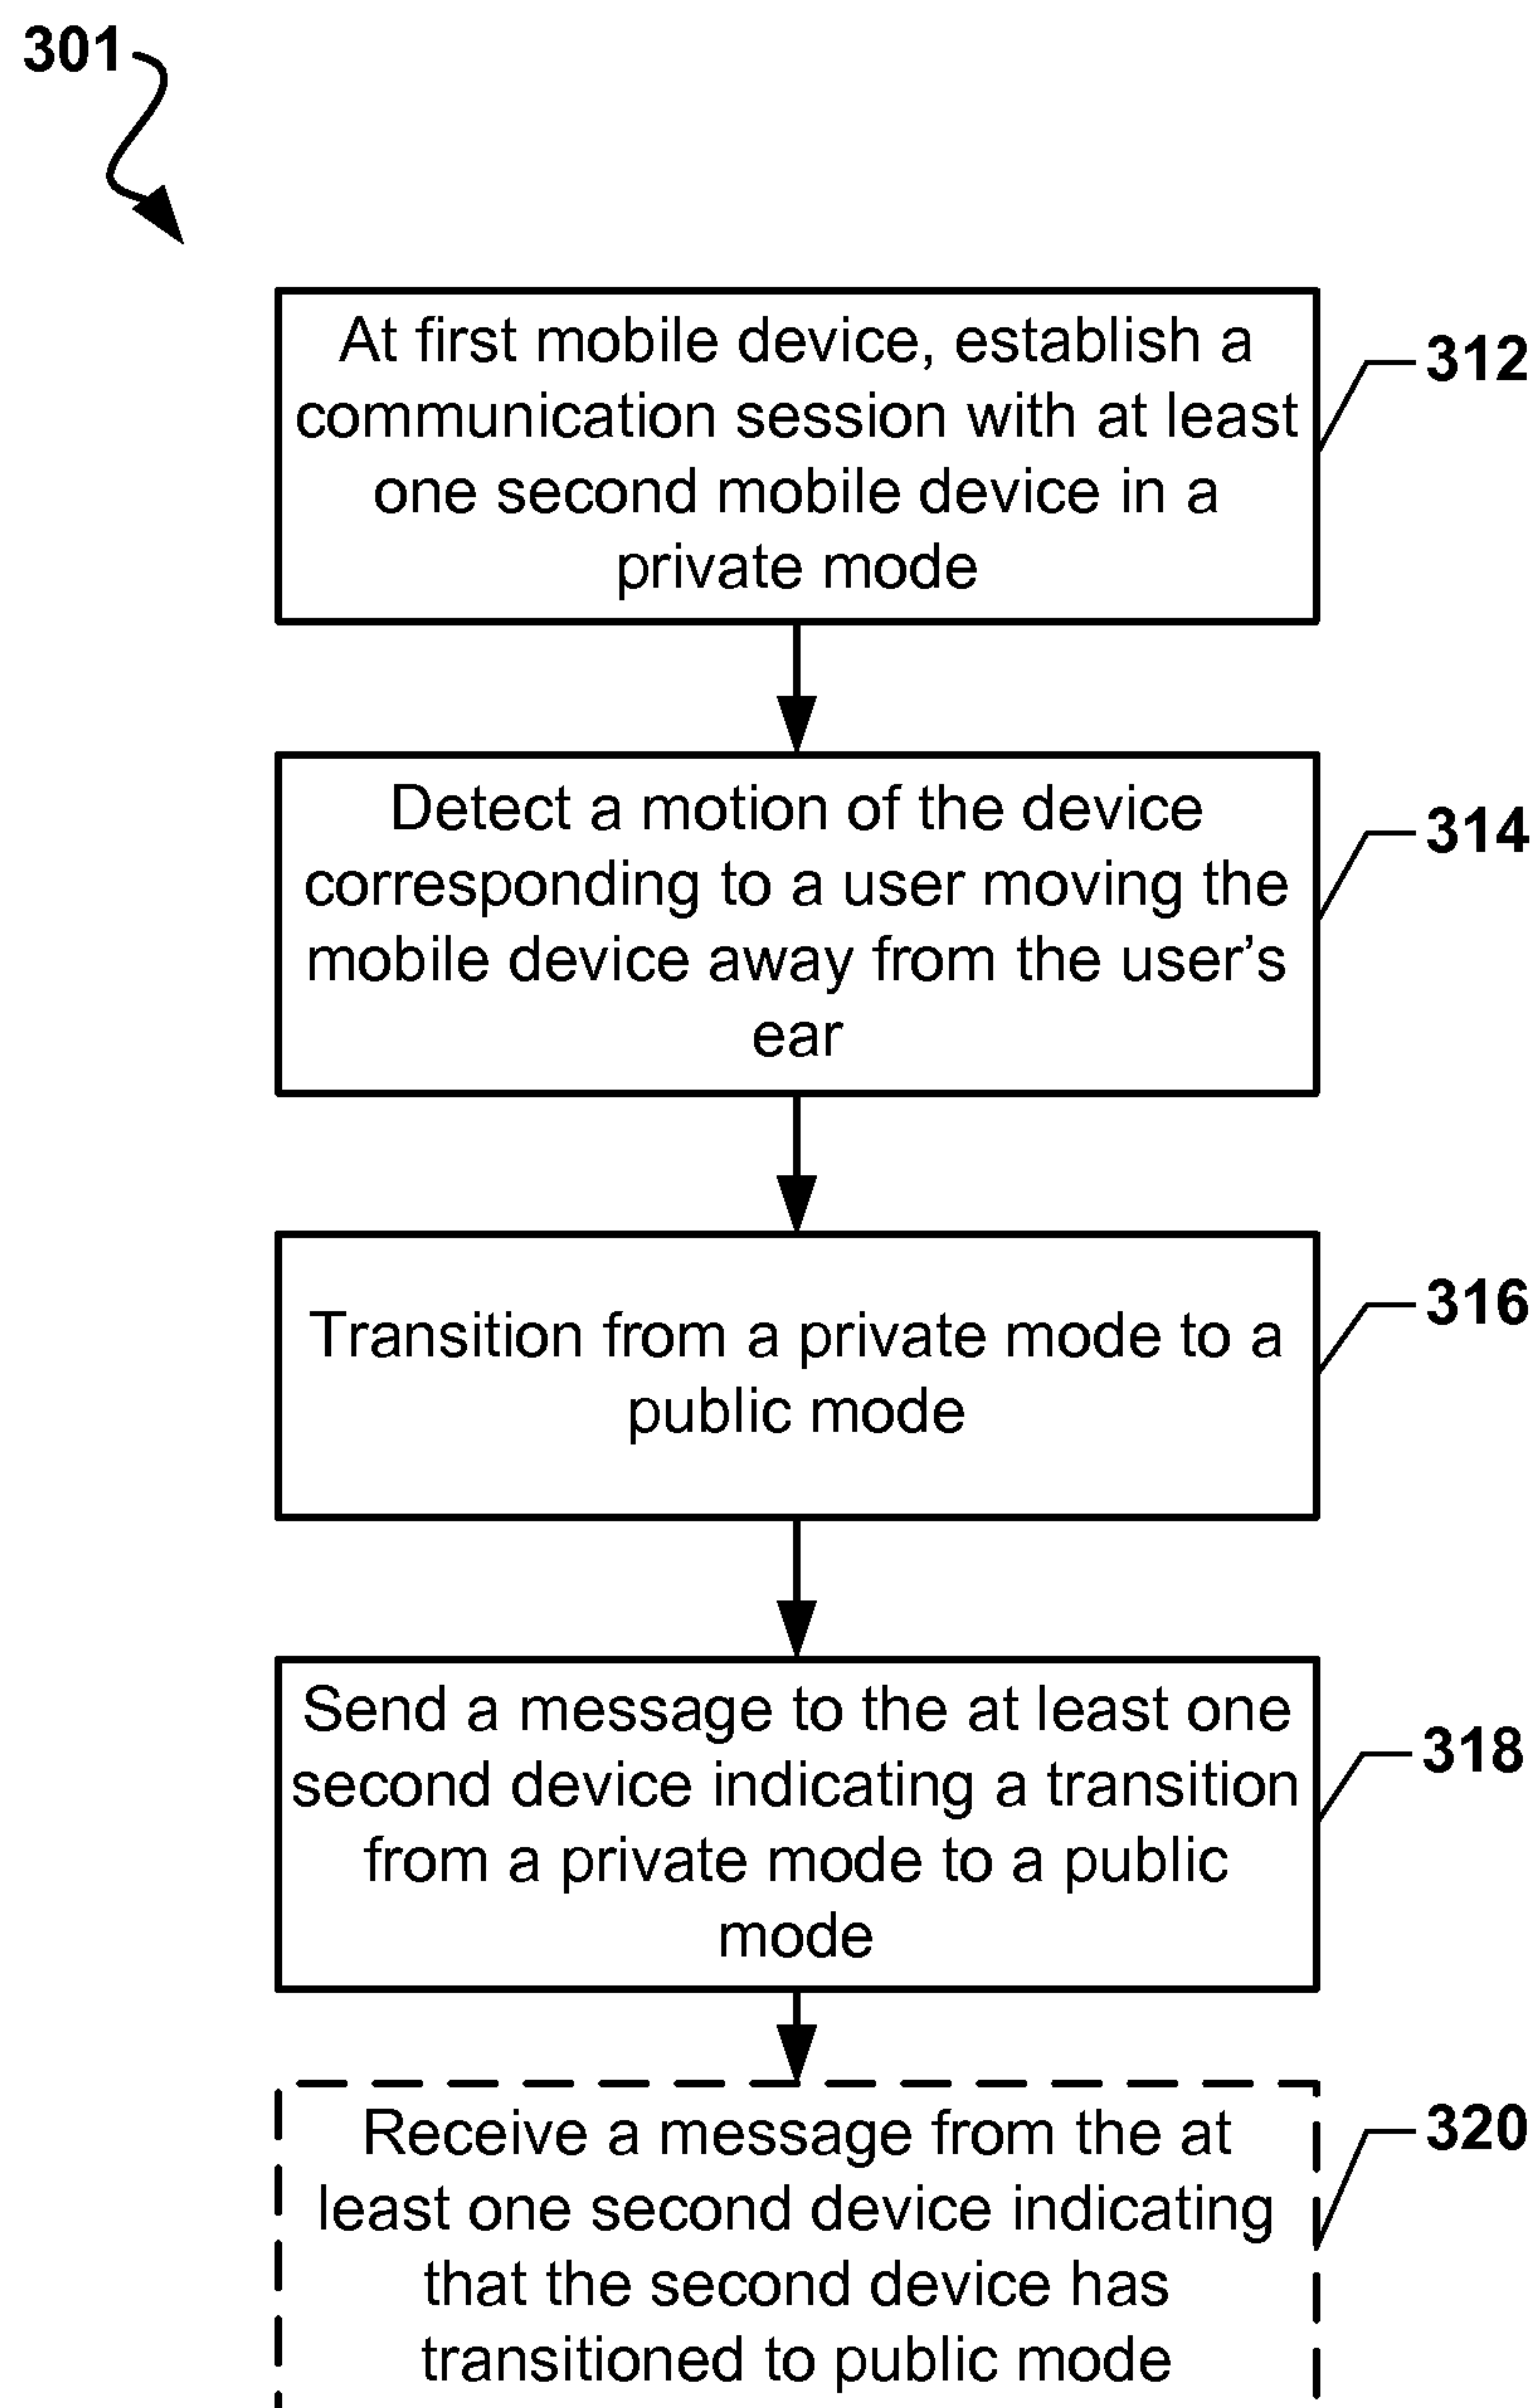 301
At first mobile device, establish a
communication session with at least
one second mobile device in a
private mode
312
Detect a motion of the device
corresponding to a user moving the
mobile device away from the user’s
ear
314
Transition from a private mode to a
public mode
316
Send a message to the at least one
second device indicating a transition
from a private mode to a public
mode
318
Receive a message from the at
least one second device indicating
that the second device has
transitioned to public mode
320